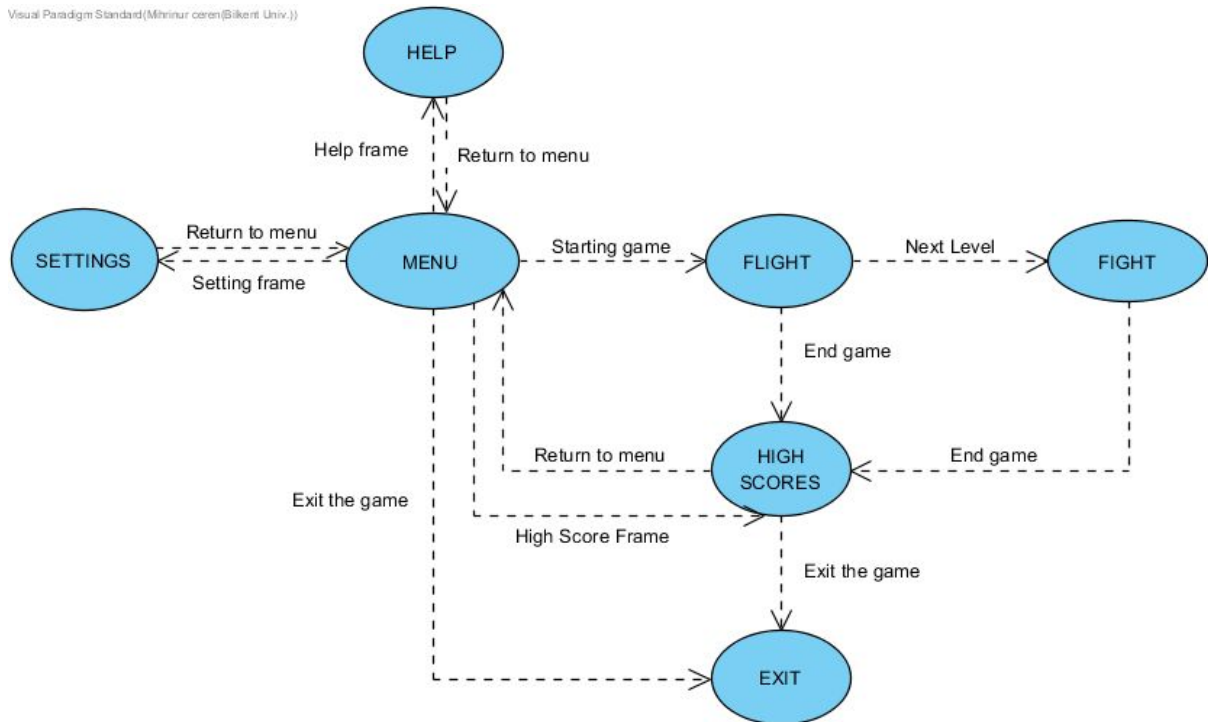 Visual Paradigm Standard(Mihrinur ceren(Bilkent Univ.))
HELP
Help frame
Return to menu
Return to menu
SETTINGS
MENU
Starting game
FLIGHT
Next Level
FIGHT
Setting frame
End game
Return to menu
HIGH
SCORES
End game
Exit the game
High Score Frame
Exit the game
EXIT